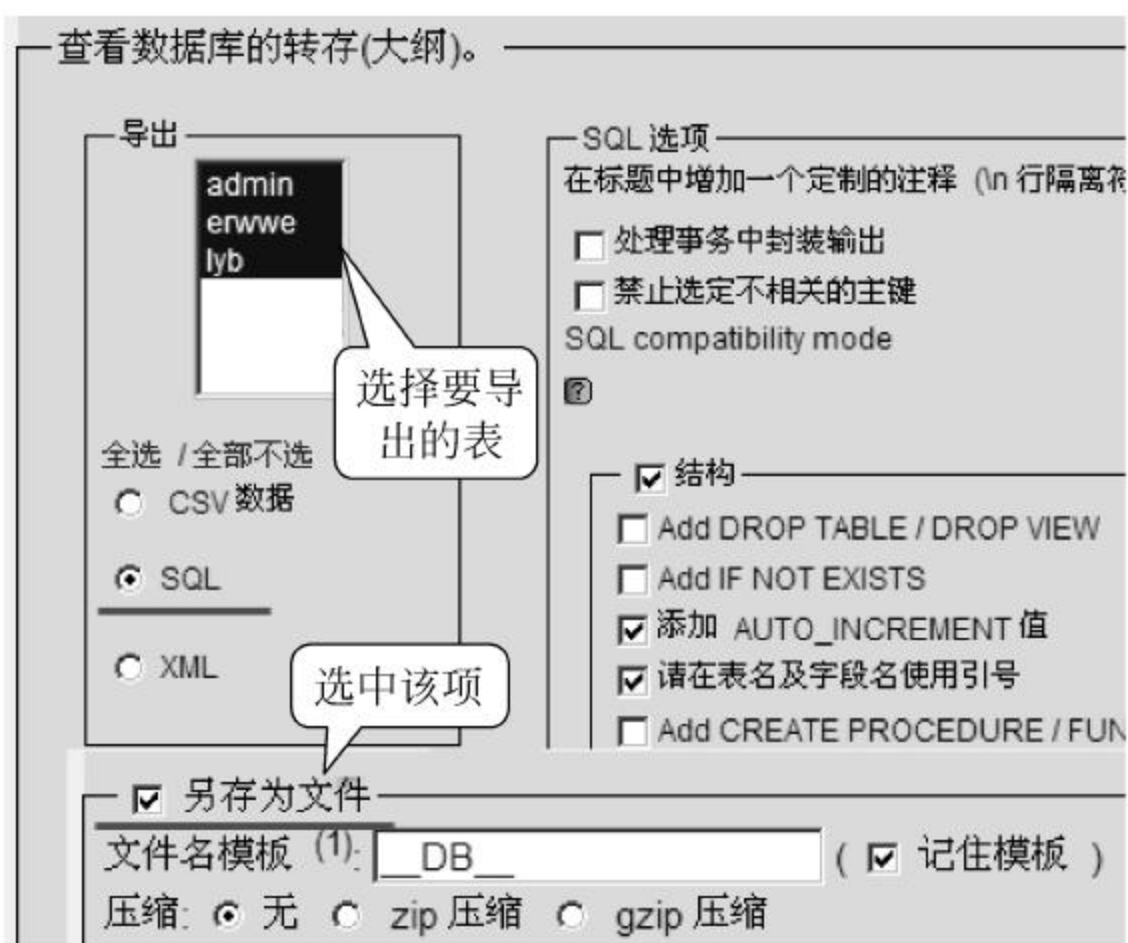 查看数据库的转存(大纲)。
导出
admin
erwwe
lyb
选择要导
出的表
全选 / 全部不选
CSV 数据
SQL
XML
选中该项
SQL 选项
在标题中增加一个定制的注释 (\n 行隔离符
处理事务中封装输出
禁止选定不相关的主键
SQL compatibility mode
?
结构
Add DROP TABLE / DROP VIEW
Add IF NOT EXISTS
添加 AUTO_INCREMENT 值
请在表名及字段名使用引号
Add CREATE PROCEDURE / FUN
另存为文件
文件名模板 (1): __DB__ ( 记住模板 )
压缩: 无 zip 压缩 gzip 压缩